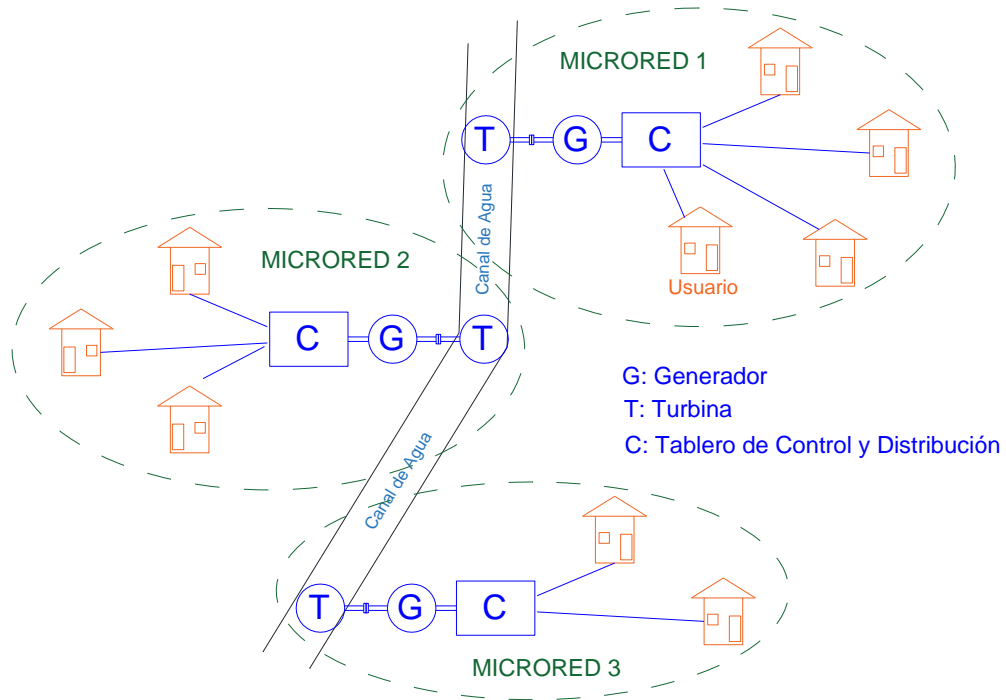 MICRORED 1
T
G
C
Canal de Agua
Usuario
MICRORED 2
C
G
T
G: Generador
T: Turbina
C: Tablero de Control y Distribución
Canal de Agua
T
G
C
MICRORED 3